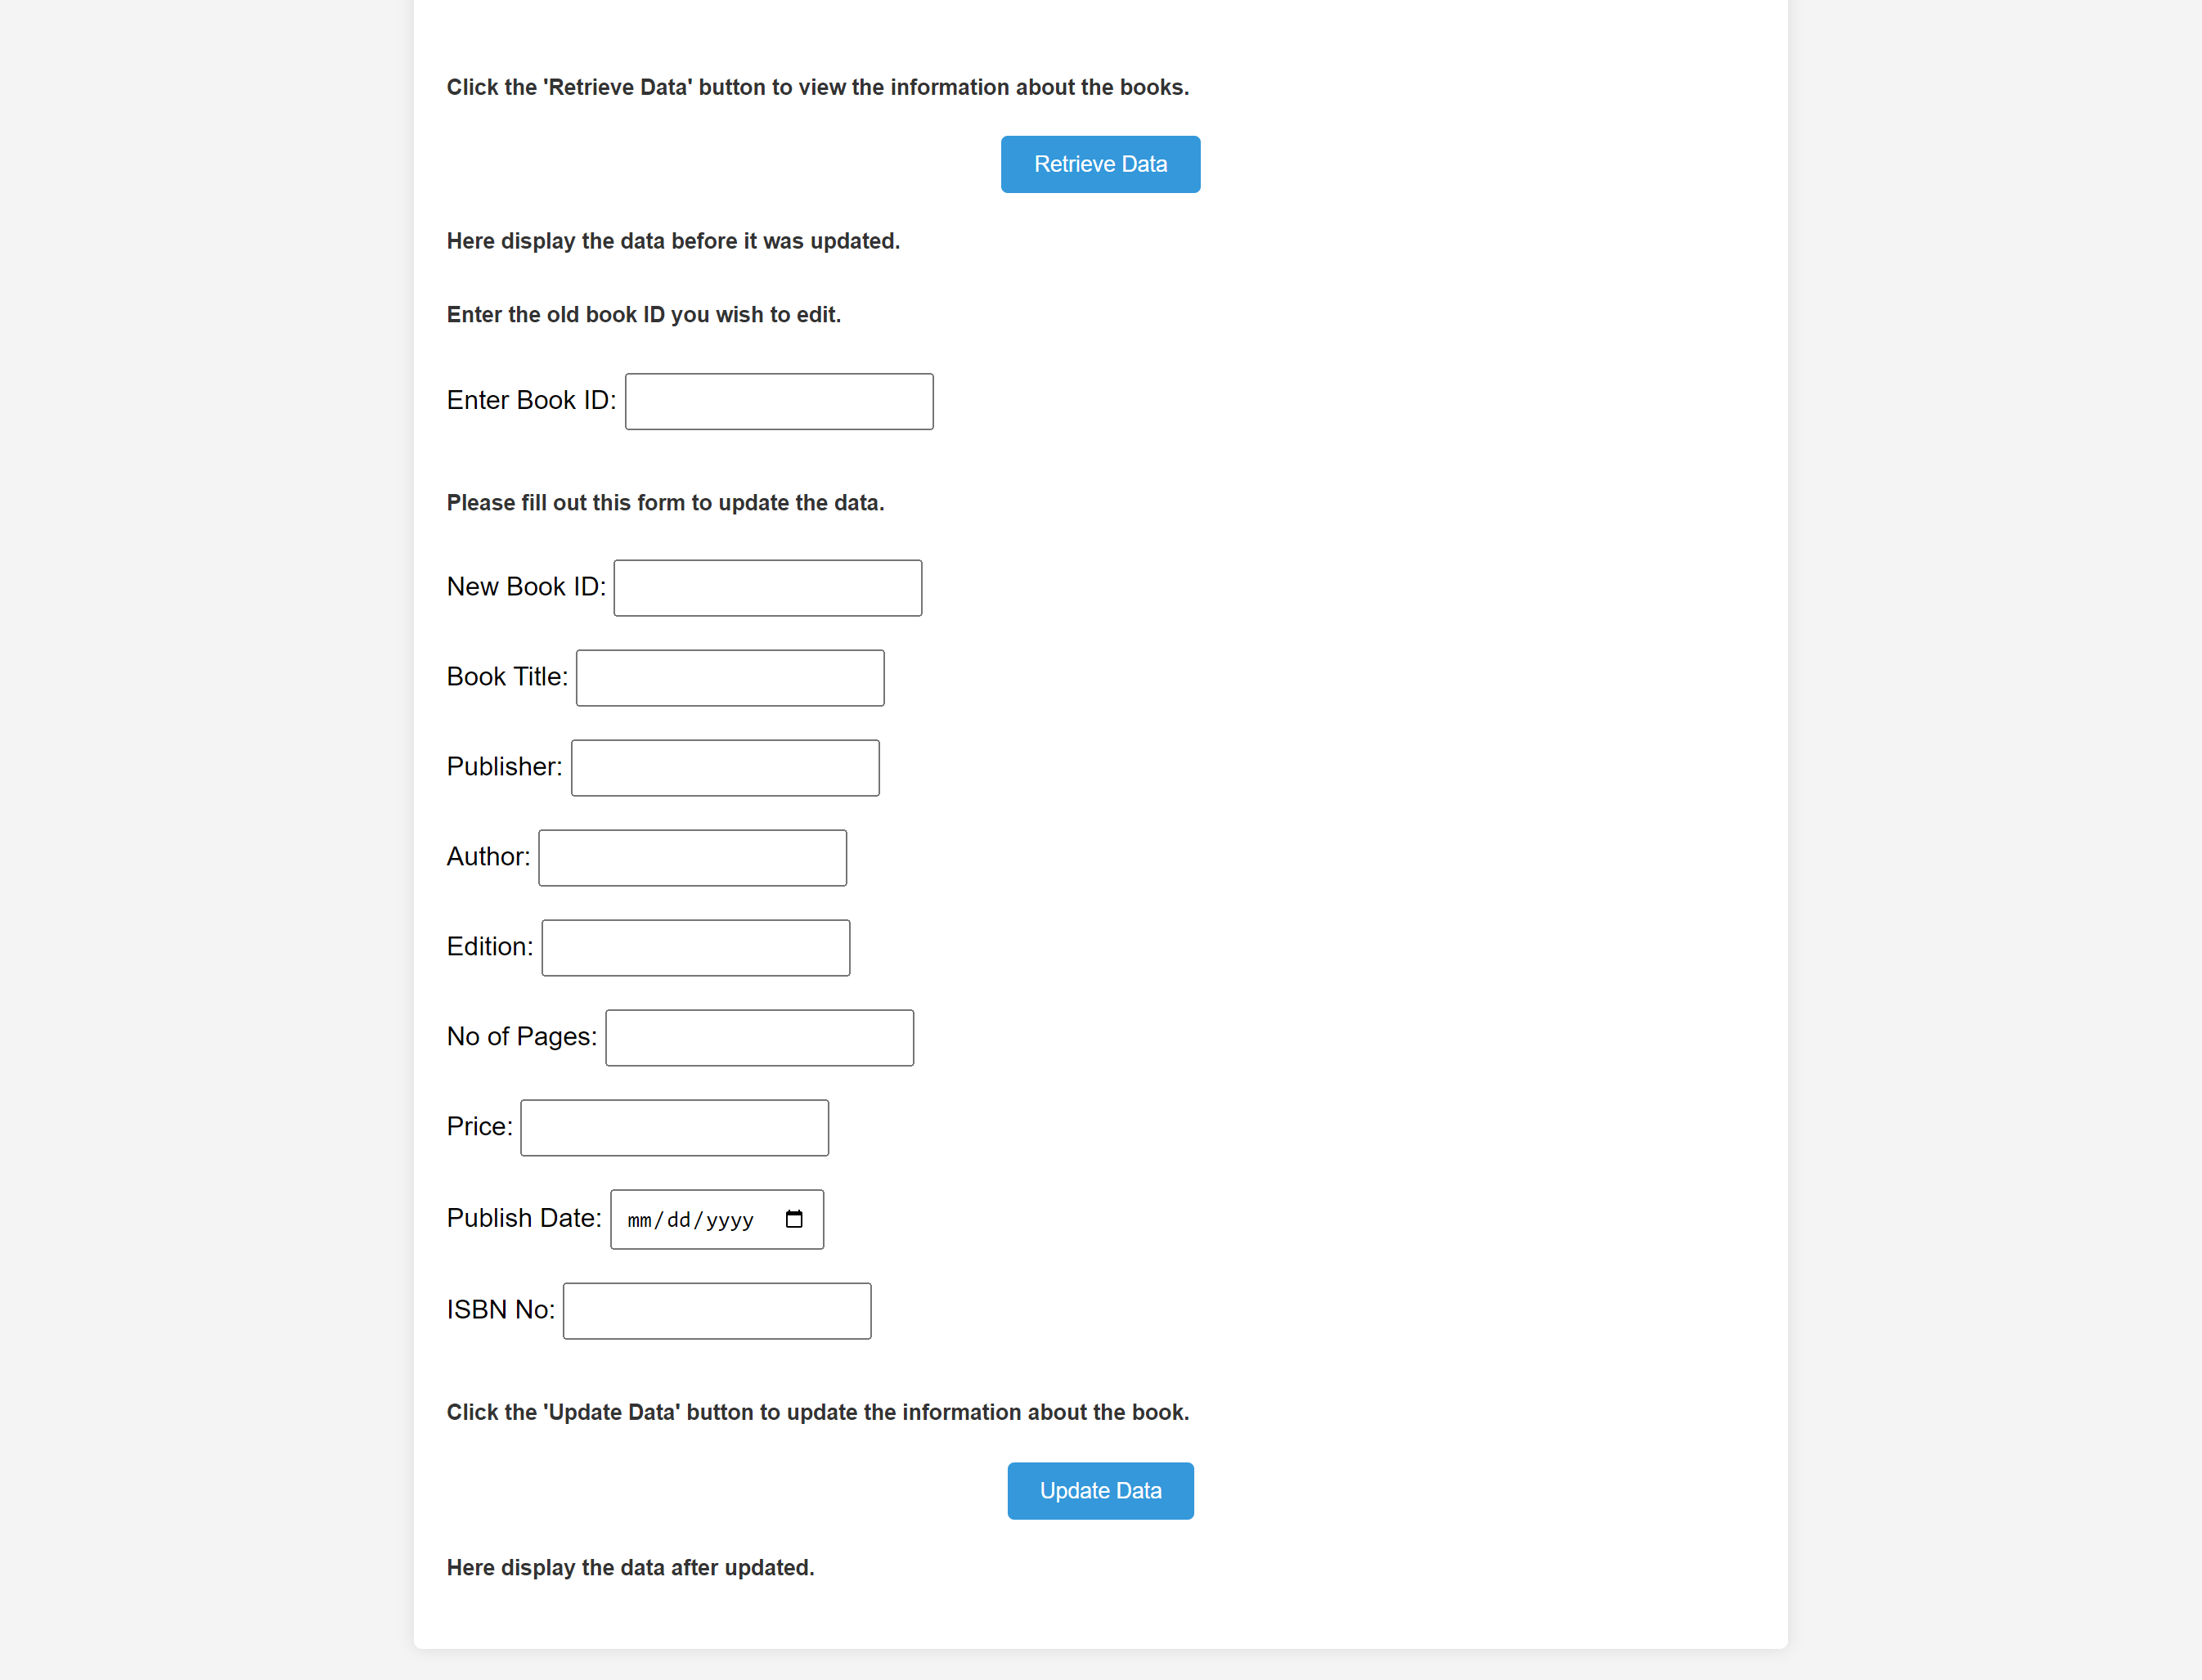 Click the 'Retrieve Data' button to view the information about the books.
Retrieve Data
Here display the data before it was updated.
Enter the old book ID you wish to edit.
Enter Book ID:
Please fill out this form to update the data.
New Book ID:
Book Title:
Publisher:
Author:
Edition:
No of Pages:
Price:
Publish Date: mm/dd/yyyy
ISBN No:
Click the 'Update Data' button to update the information about the book.
Update Data
Here display the data after updated.